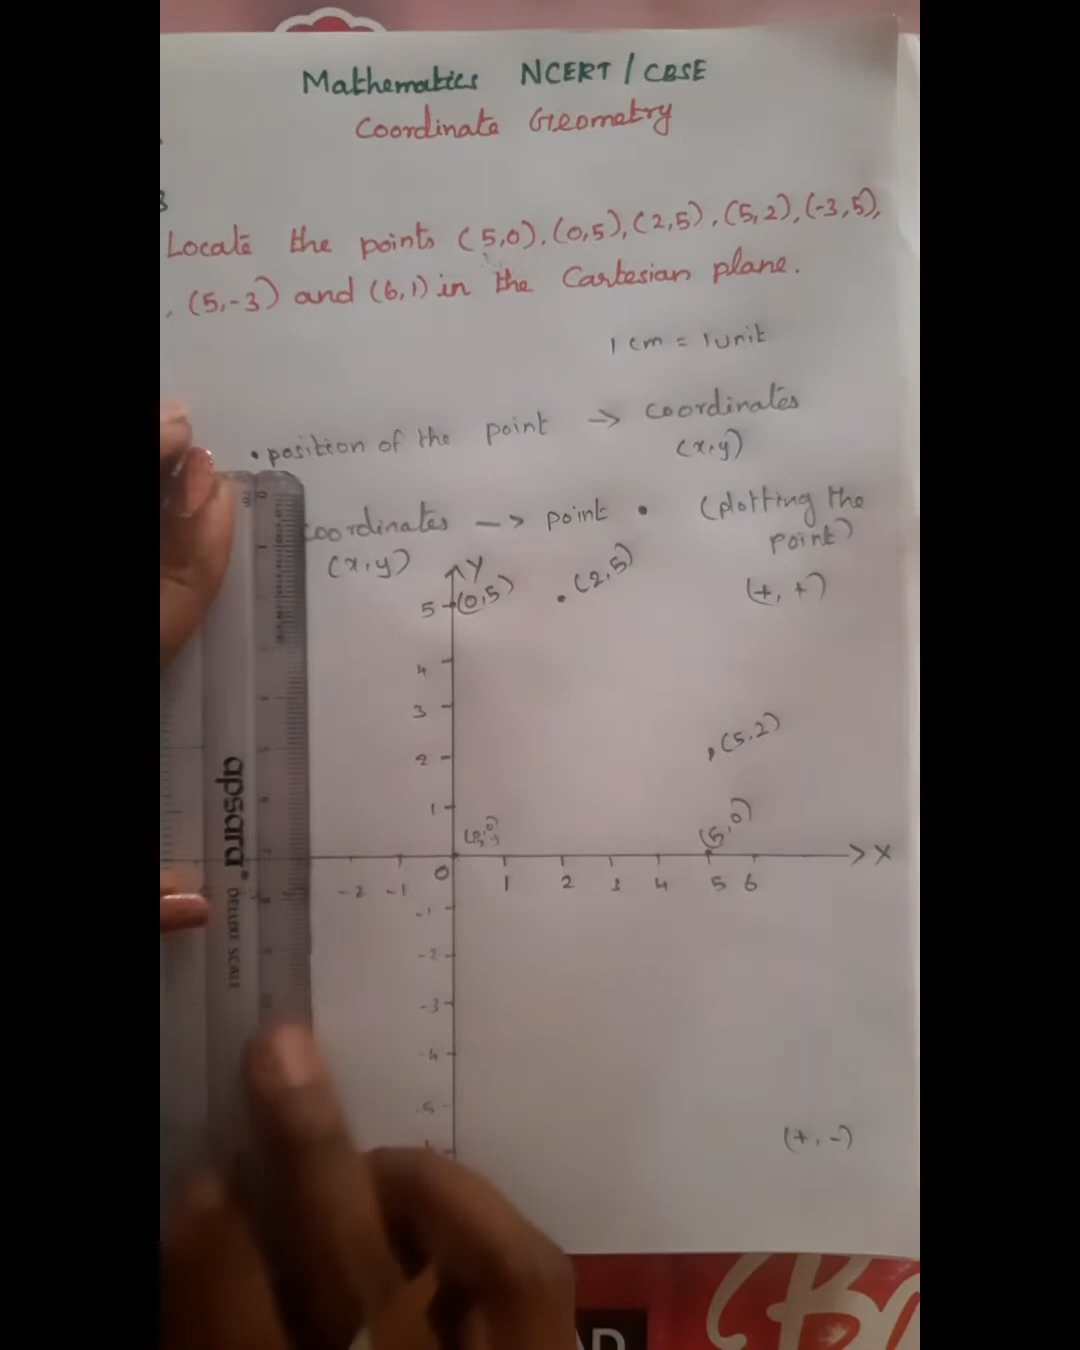 Mathematics NCERT / CBSE
Coordinate Geometry
Locate the points (5,0), (0,5), (2,5), (5,2), (-3,5),
(5,-3) and (6,1) in the Cartesian plane.
1 cm = 1 unit
• position of the point -> coordinates
(x,y)
coordinates --> point • (plotting the
point)
(x,y)
Y
(0,5)
(2,5)
(+, +)
5
4
3
2
1
(5.2)
(5,0)
(0,0)
X
-2 -1 0 1 2 3 4 5 6
-1
-2
-3
-4
-5
(+, -)
apsara
DELUXE SCALE